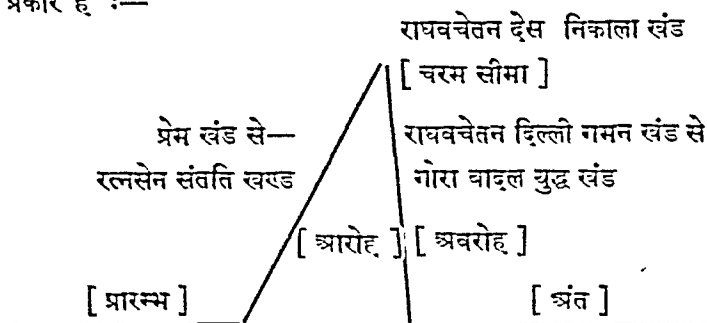 प्रकार है :—
राघवचेतन देस निकाला खंड
[ चरम सीमा ]
प्रेम खंड से—
रत्नसेन संतति खण्ड
राघवचेतन दिल्ली गमन खंड से
गोरा बादल युद्ध खंड
[ आरोह ] [ अवरोह ]
[ प्रारम्भ ]
[ अंत ]